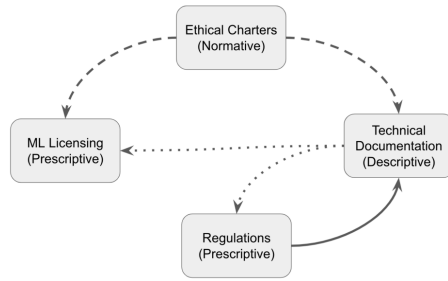 Ethical Charters
(Normative)
ML Licensing
(Prescriptive)
Technical
Documentation
(Descriptive)
Regulations
(Prescriptive)